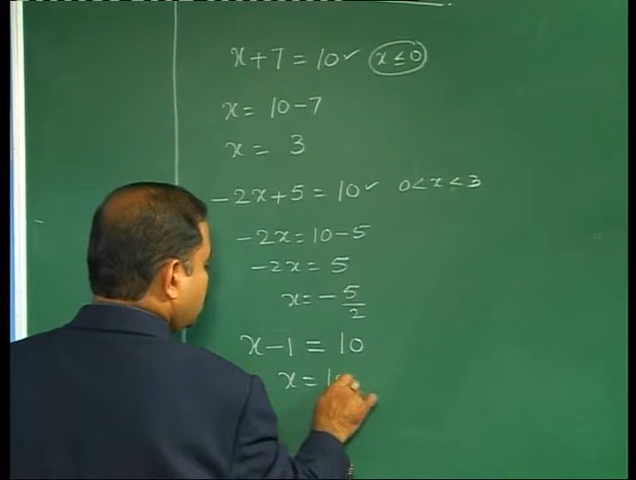 x+7=10✓ x≤0
x= 10-7
x= 3
-2x+5=10✓ 0<x<3
-2x=10-5
-2x= 5
x=-5/2
x-1=10
x=1